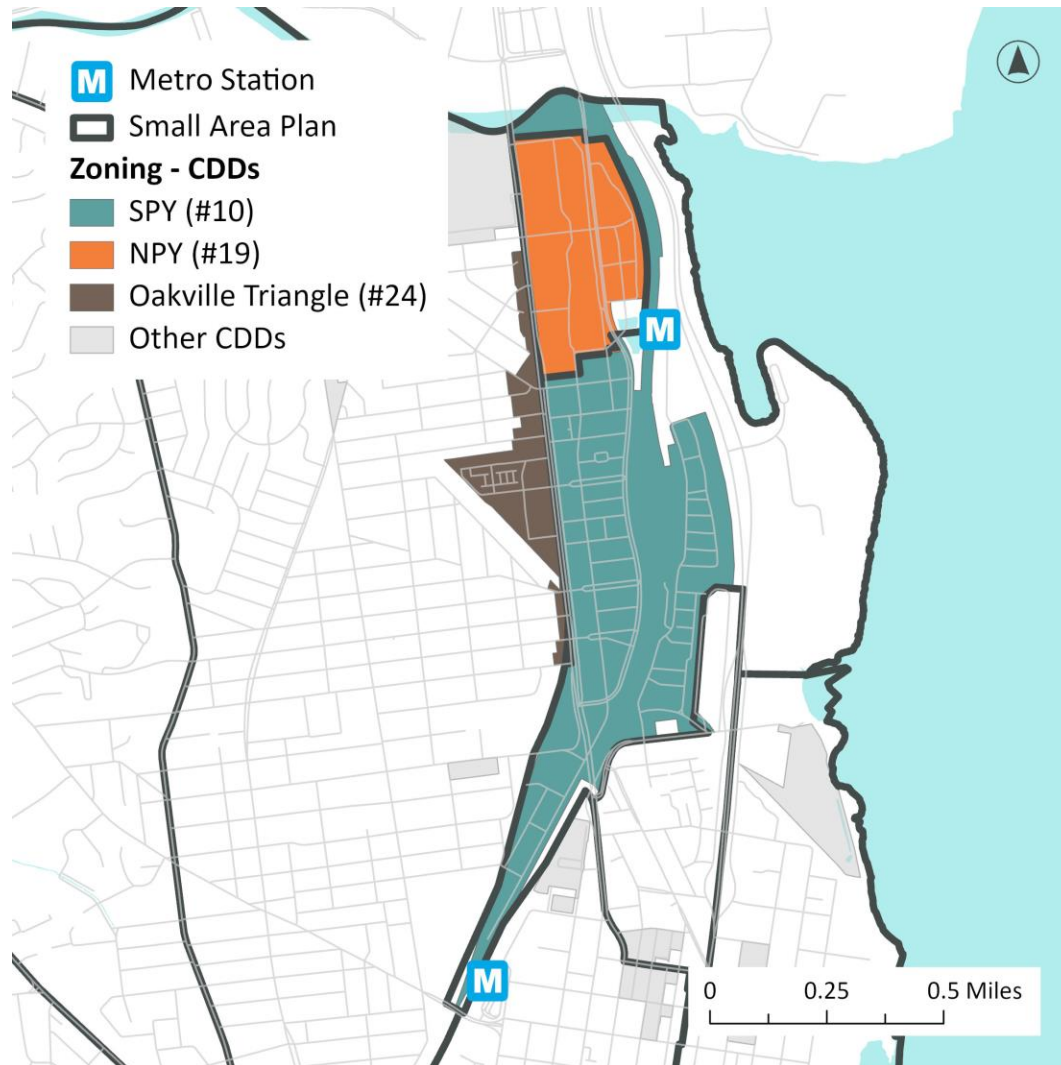 M Metro Station
Small Area Plan
Zoning - CDDs
SPY (#10)
NPY (#19)
Oakville Triangle (#24)
Other CDDs
M
M
0 0.25 0.5 Miles